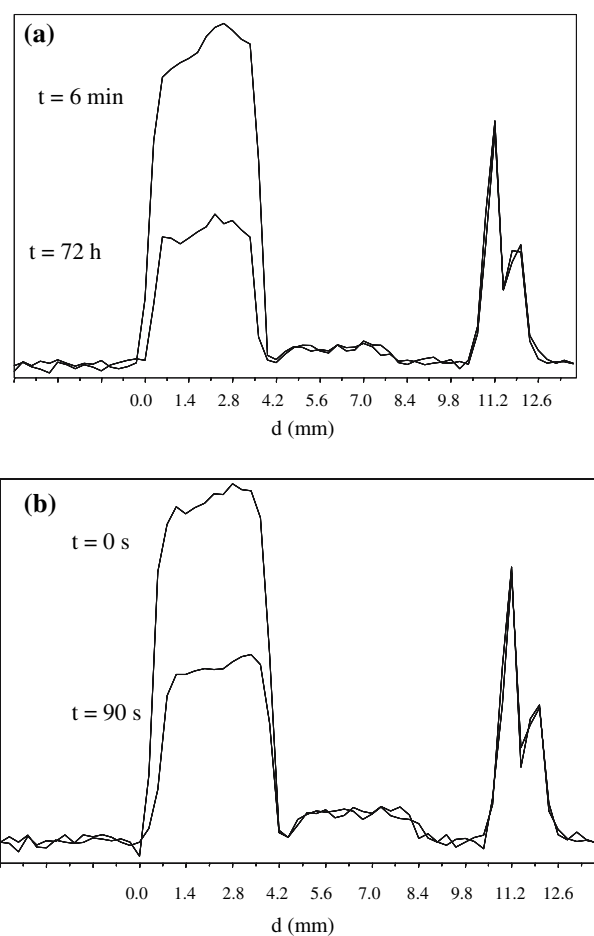 (a)
t = 6 min
t = 72 h
0.0 1.4 2.8 4.2 5.6 7.0 8.4 9.8 11.2 12.6
d (mm)
(b)
t = 0 s
t = 90 s
0.0 1.4 2.8 4.2 5.6 7.0 8.4 9.8 11.2 12.6
d (mm)